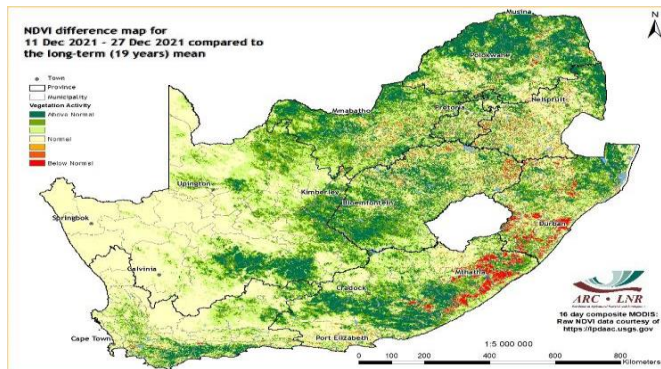 NDVI difference map for
11 Dec 2021 - 27 Dec 2021 compared to
the long-term (19 years) mean
Town
Province
Municipality
Vegetation Activity
Above Normal
Normal
Below Normal
N
Musina
Polokwane
Mmabatho
Pretoria
Nelspruit
Upington
Kimberley
Bloemfontein
Springbok
Durban
Calvinia
Mthatha
Cradock
Cape Town
Port Elizabeth
ARC • LNR
16 day composite MODIS:
Raw NDVI data courtesy of
https://lpdaac.usgs.gov
1:5 000 000
0 100 200 400 600 800
Kilometers